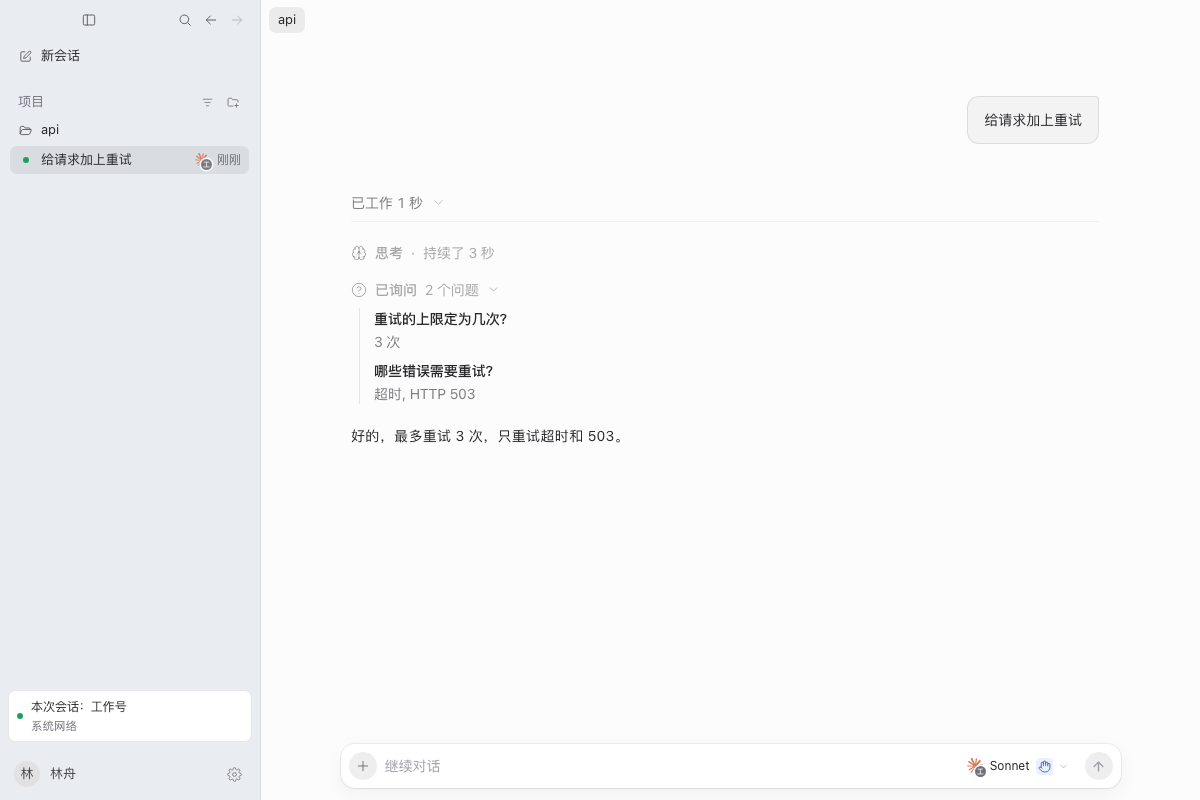 api
新会话
项目
api
给请求加上重试
工 刚刚
给请求加上重试
已工作 1 秒
思考 · 持续了 3 秒
已询问 2 个问题
重试的上限定为几次?
3 次
哪些错误需要重试?
超时, HTTP 503
好的，最多重试 3 次，只重试超时和 503。
本次会话：工作号
系统网络
林 林舟
继续对话
工 Sonnet